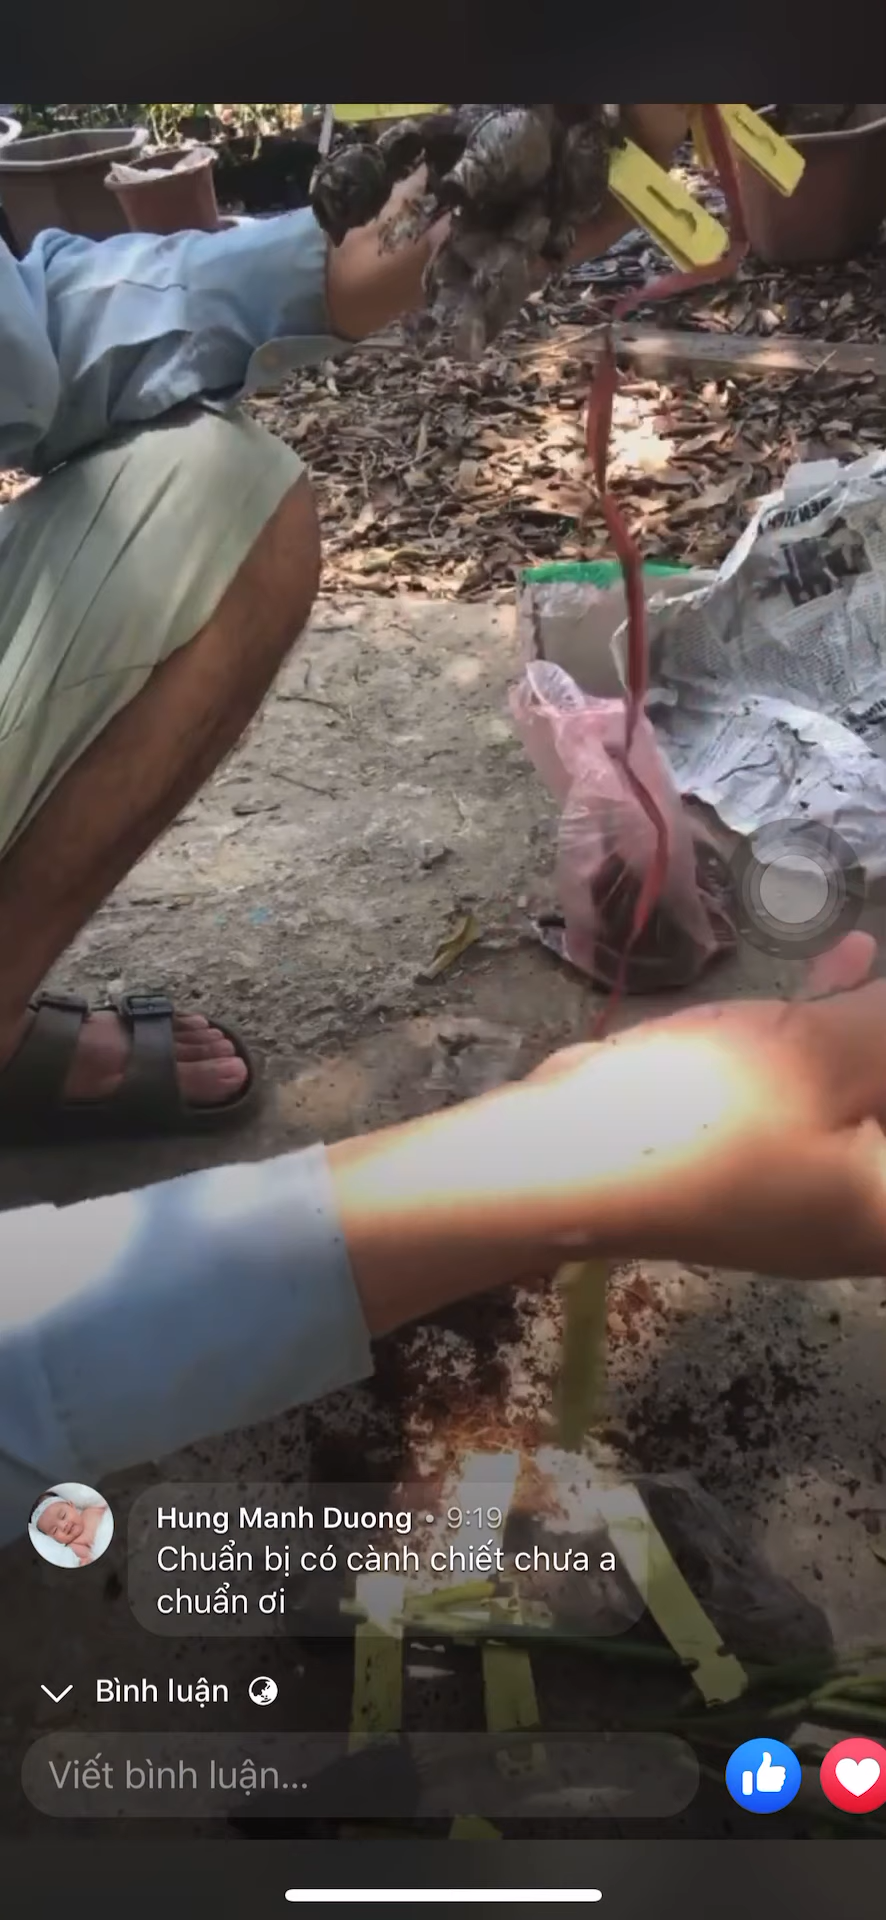 Hung Manh Duong • 9:19
Chuẩn bị có cành chiết chưa a
chuẩn ơi
Bình luận
Viết bình luận...